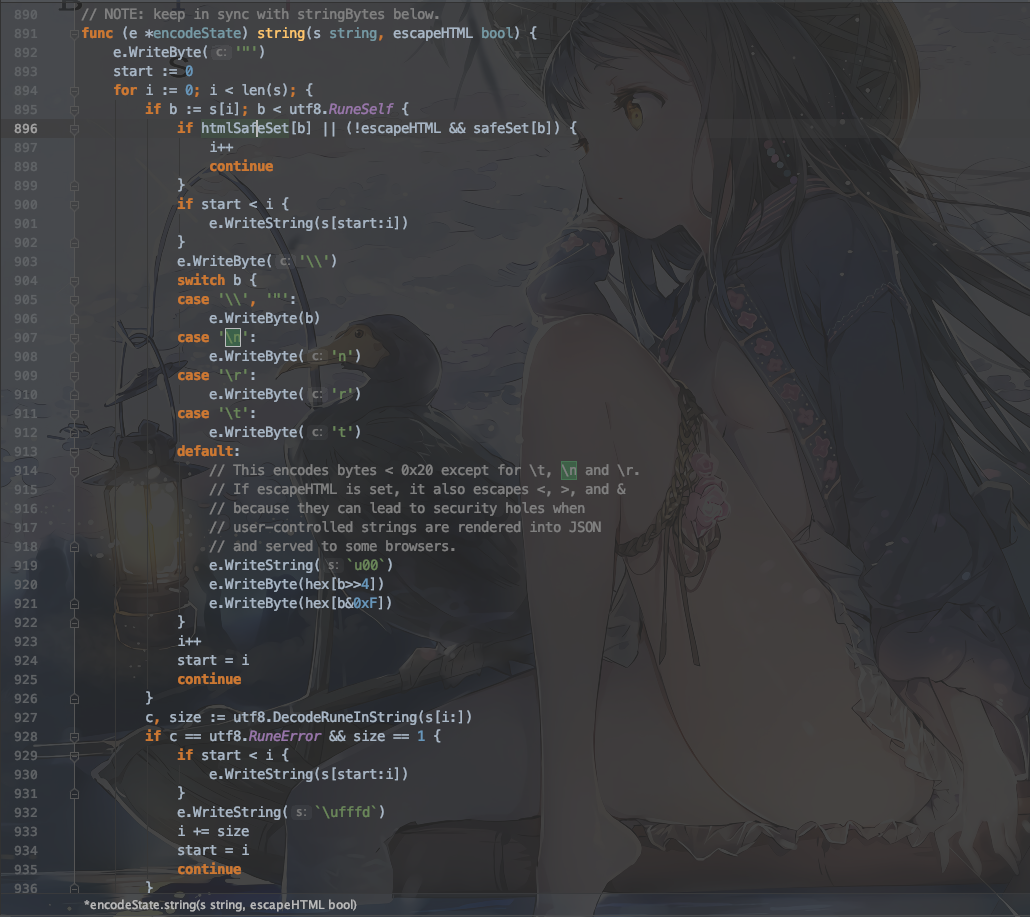 890 // NOTE: keep in sync with stringBytes below.
891 func (e *encodeState) string(s string, escapeHTML bool) {
892     e.WriteByte( c: '"')
893     start := 0
894     for i := 0; i < len(s); {
895         if b := s[i]; b < utf8.RuneSelf {
896             if htmlSafeSet[b] || (!escapeHTML && safeSet[b]) {
897                 i++
898                 continue
899             }
900             if start < i {
901                 e.WriteString(s[start:i])
902             }
903             e.WriteByte( c: '\\')
904             switch b {
905             case '\\', '"':
906                 e.WriteByte(b)
907             case '\n':
908                 e.WriteByte( c: 'n')
909             case '\r':
910                 e.WriteByte( c: 'r')
911             case '\t':
912                 e.WriteByte( c: 't')
913             default:
914                 // This encodes bytes < 0x20 except for \t, \n and \r.
915                 // If escapeHTML is set, it also escapes <, >, and &
916                 // because they can lead to security holes when
917                 // user-controlled strings are rendered into JSON
918                 // and served to some browsers.
919                 e.WriteString( s: `u00`)
920                 e.WriteByte(hex[b>>4])
921                 e.WriteByte(hex[b&0xF])
922             }
923             i++
924             start = i
925             continue
926         }
927         c, size := utf8.DecodeRuneInString(s[i:])
928         if c == utf8.RuneError && size == 1 {
929             if start < i {
930                 e.WriteString(s[start:i])
931             }
932             e.WriteString( s: `\ufffd`)
933             i += size
934             start = i
935             continue
936         }
*encodeState.string(s string, escapeHTML bool)